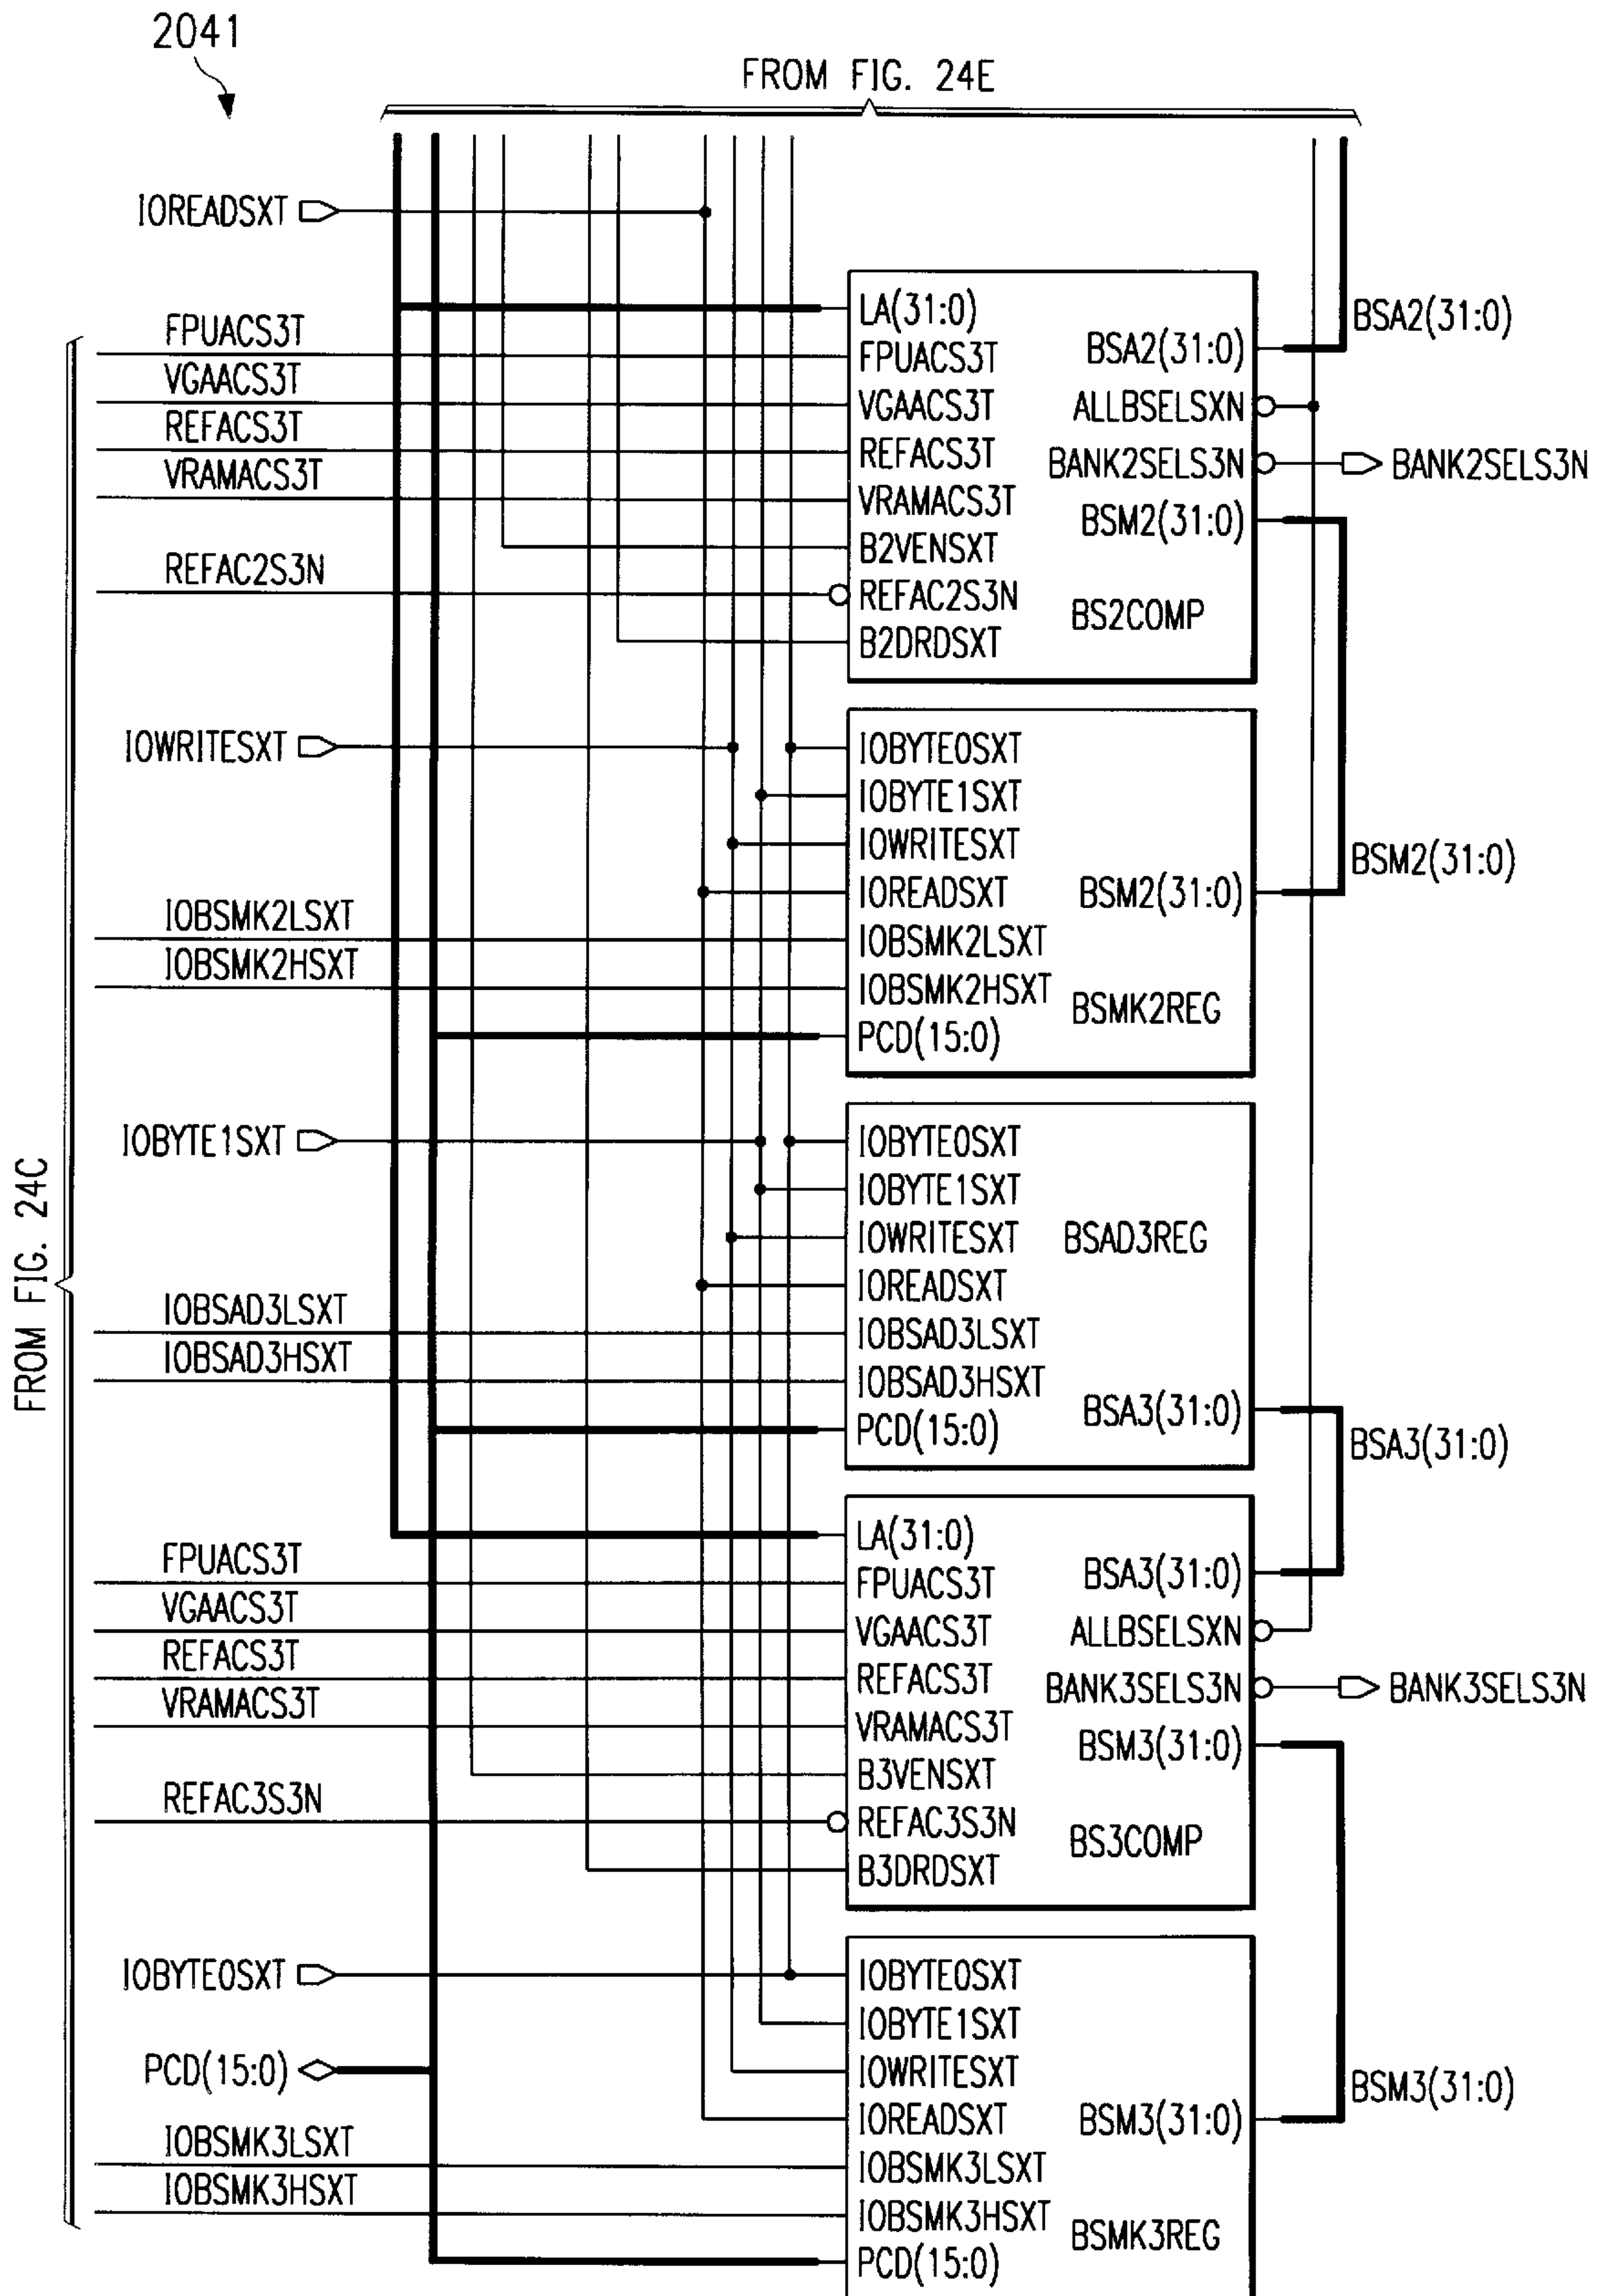 2041
FROM FIG. 24E
IOREADSXT
LA(31:0)
BSA2(31:0)
FPUACS3T
FPUACS3T
BSA2(31:0)
VGAACS3T
VGAACS3T
ALLBSELSXN
REFACS3T
REFACS3T
BANK2SELS3N
BANK2SELS3N
VRAMACS3T
VRAMACS3T
BSM2(31:0)
B2VENSXT
REFAC2S3N
REFAC2S3N
BS2COMP
B2DRDSXT
IOWRITESXT
IOBYTE0SXT
IOBYTE1SXT
IOWRITESXT
BSM2(31:0)
IOREADSXT
BSM2(31:0)
IOBSMK2LSXT
IOBSMK2LSXT
IOBSMK2HSXT
IOBSMK2HSXT
BSMK2REG
PCD(15:0)
FROM FIG. 24C
IOBYTE1SXT
IOBYTE0SXT
IOBYTE1SXT
IOWRITESXT
BSAD3REG
IOREADSXT
IOBSAD3LSXT
IOBSAD3LSXT
IOBSAD3HSXT
IOBSAD3HSXT
BSA3(31:0)
PCD(15:0)
BSA3(31:0)
LA(31:0)
FPUACS3T
FPUACS3T
BSA3(31:0)
VGAACS3T
VGAACS3T
ALLBSELSXN
REFACS3T
REFACS3T
BANK3SELS3N
BANK3SELS3N
VRAMACS3T
VRAMACS3T
BSM3(31:0)
B3VENSXT
REFAC3S3N
REFAC3S3N
BS3COMP
B3DRDSXT
IOBYTE0SXT
IOBYTE0SXT
IOBYTE1SXT
PCD(15:0)
IOWRITESXT
BSM3(31:0)
IOREADSXT
BSM3(31:0)
IOBSMK3LSXT
IOBSMK3LSXT
IOBSMK3HSXT
IOBSMK3HSXT
BSMK3REG
PCD(15:0)